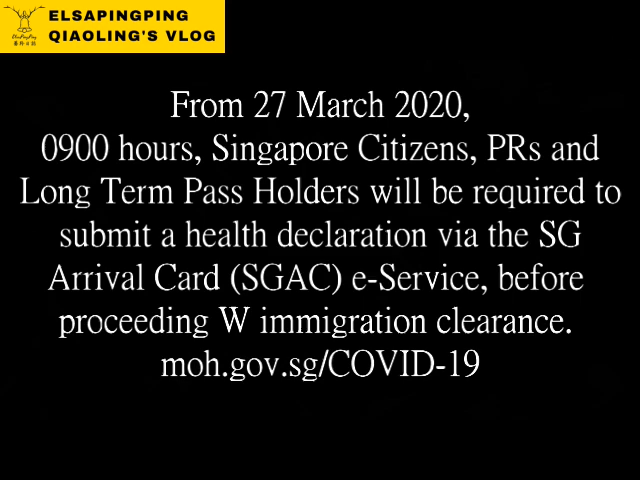 ELSAPINGPING
QIAOLING'S VLOG
From 27 March 2020,
0900 hours, Singapore Citizens, PRs and
Long Term Pass Holders will be required to
submit a health declaration via the SG
Arrival Card (SGAC) e-Service, before
proceeding W immigration clearance.
moh.gov.sg/COVID-19